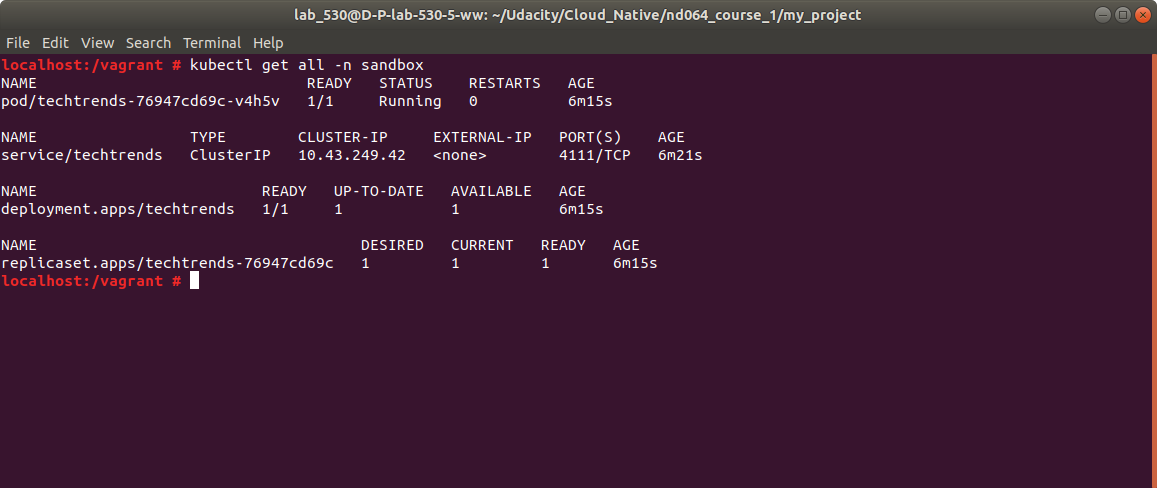 lab_530@D-P-lab-530-5-ww: ~/Udacity/Cloud_Native/nd064_course_1/my_project
File Edit View Search Terminal Help
localhost:/vagrant # kubectl get all -n sandbox
NAME READY STATUS RESTARTS AGE
pod/techtrends-76947cd69c-v4h5v 1/1 Running 0 6m15s
NAME TYPE CLUSTER-IP EXTERNAL-IP PORT(S) AGE
service/techtrends ClusterIP 10.43.249.42 <none> 4111/TCP 6m21s
NAME READY UP-TO-DATE AVAILABLE AGE
deployment.apps/techtrends 1/1 1 1 6m15s
NAME DESIRED CURRENT READY AGE
replicaset.apps/techtrends-76947cd69c 1 1 1 6m15s
localhost:/vagrant #